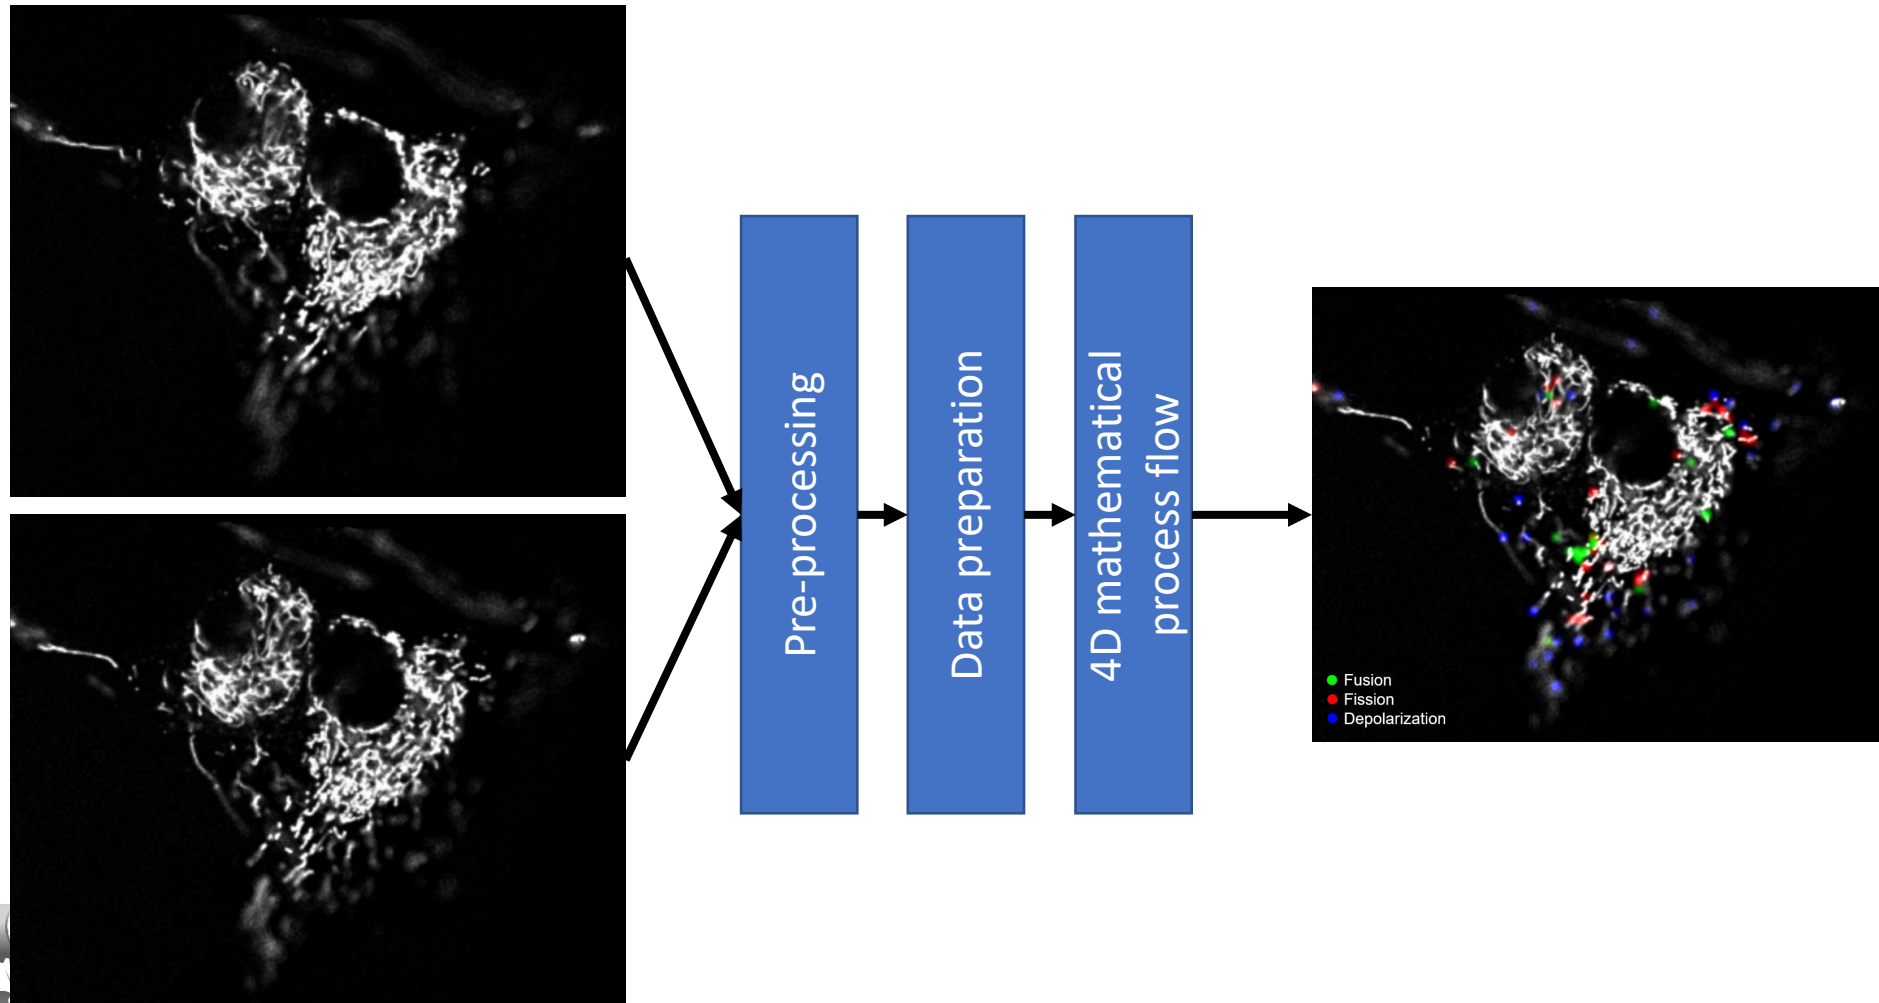 Pre-processing
Data preparation
4D mathematical
process flow
Fusion
Fission
Depolarization